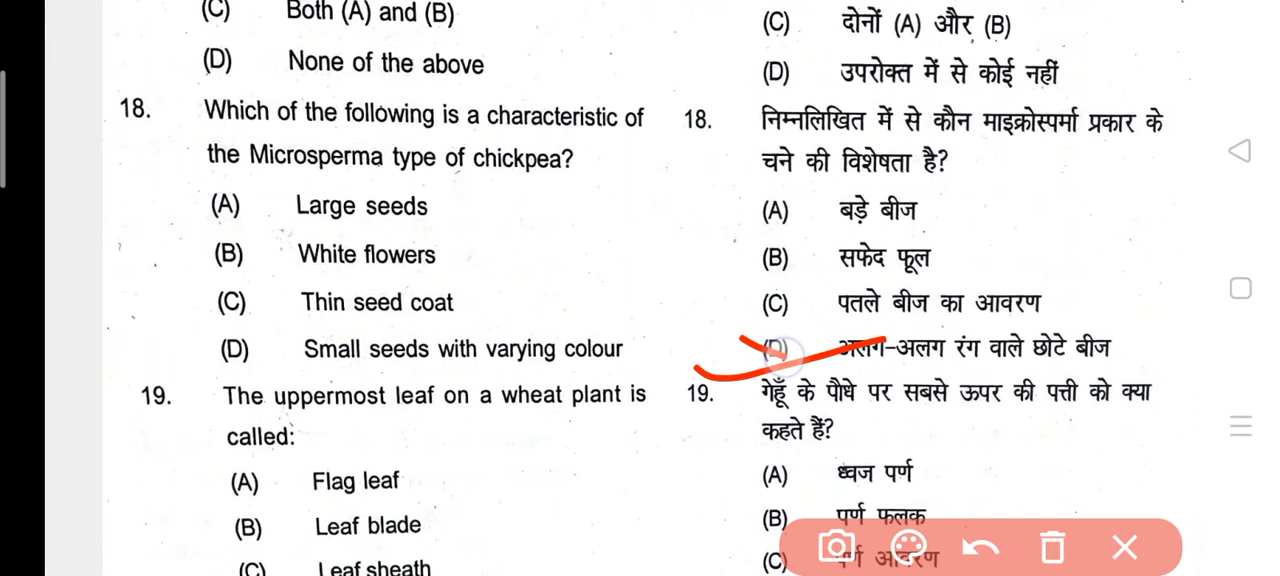 (C) Both (A) and (B)
(D) None of the above
18. Which of the following is a characteristic of
the Microsperma type of chickpea?
(A) Large seeds
(B) White flowers
(C) Thin seed coat
(D) Small seeds with varying colour
19. The uppermost leaf on a wheat plant is
called:
(A) Flag leaf
(B) Leaf blade
(C) Leaf sheath
(C) दोनों (A) और (B)
(D) उपरोक्त में से कोई नहीं
18. निम्नलिखित में से कौन माइक्रोस्पर्मा प्रकार के
चने की विशेषता है?
(A) बड़े बीज
(B) सफेद फूल
(C) पतले बीज का आवरण
(D) अलग-अलग रंग वाले छोटे बीज
19. गेहूँ के पौधे पर सबसे ऊपर की पत्ती को क्या
कहते हैं?
(A) ध्वज पर्ण
(B) पर्ण फलक
(C) पर्ण आवरण